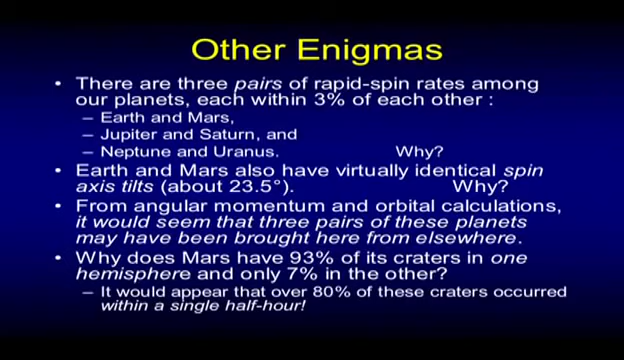 Other Enigmas
• There are three pairs of rapid-spin rates among
our planets, each within 3% of each other :
– Earth and Mars,
– Jupiter and Saturn, and
– Neptune and Uranus. Why?
• Earth and Mars also have virtually identical spin
axis tilts (about 23.5°). Why?
• From angular momentum and orbital calculations,
it would seem that three pairs of these planets
may have been brought here from elsewhere.
• Why does Mars have 93% of its craters in one
hemisphere and only 7% in the other?
– It would appear that over 80% of these craters occurred
within a single half-hour!